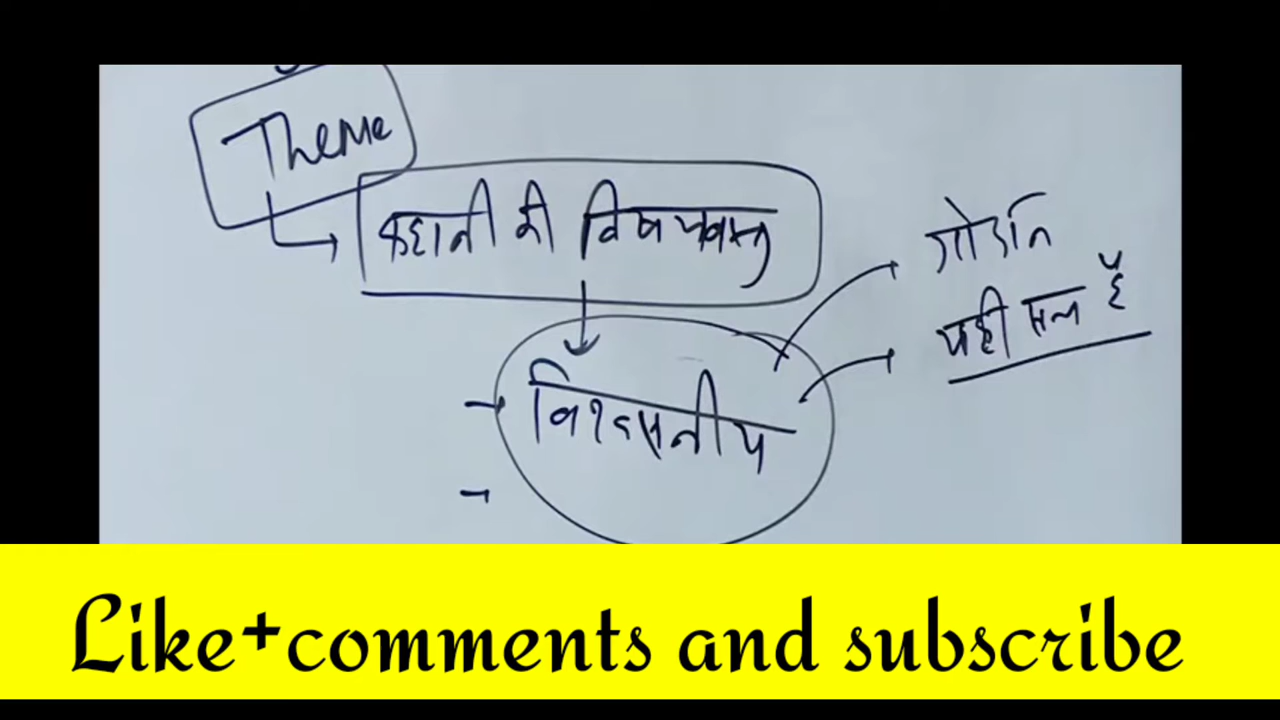 Theme
कहानी की विषयवस्तु
विश्वसनीय
यही सत्य है
Like+comments and subscribe